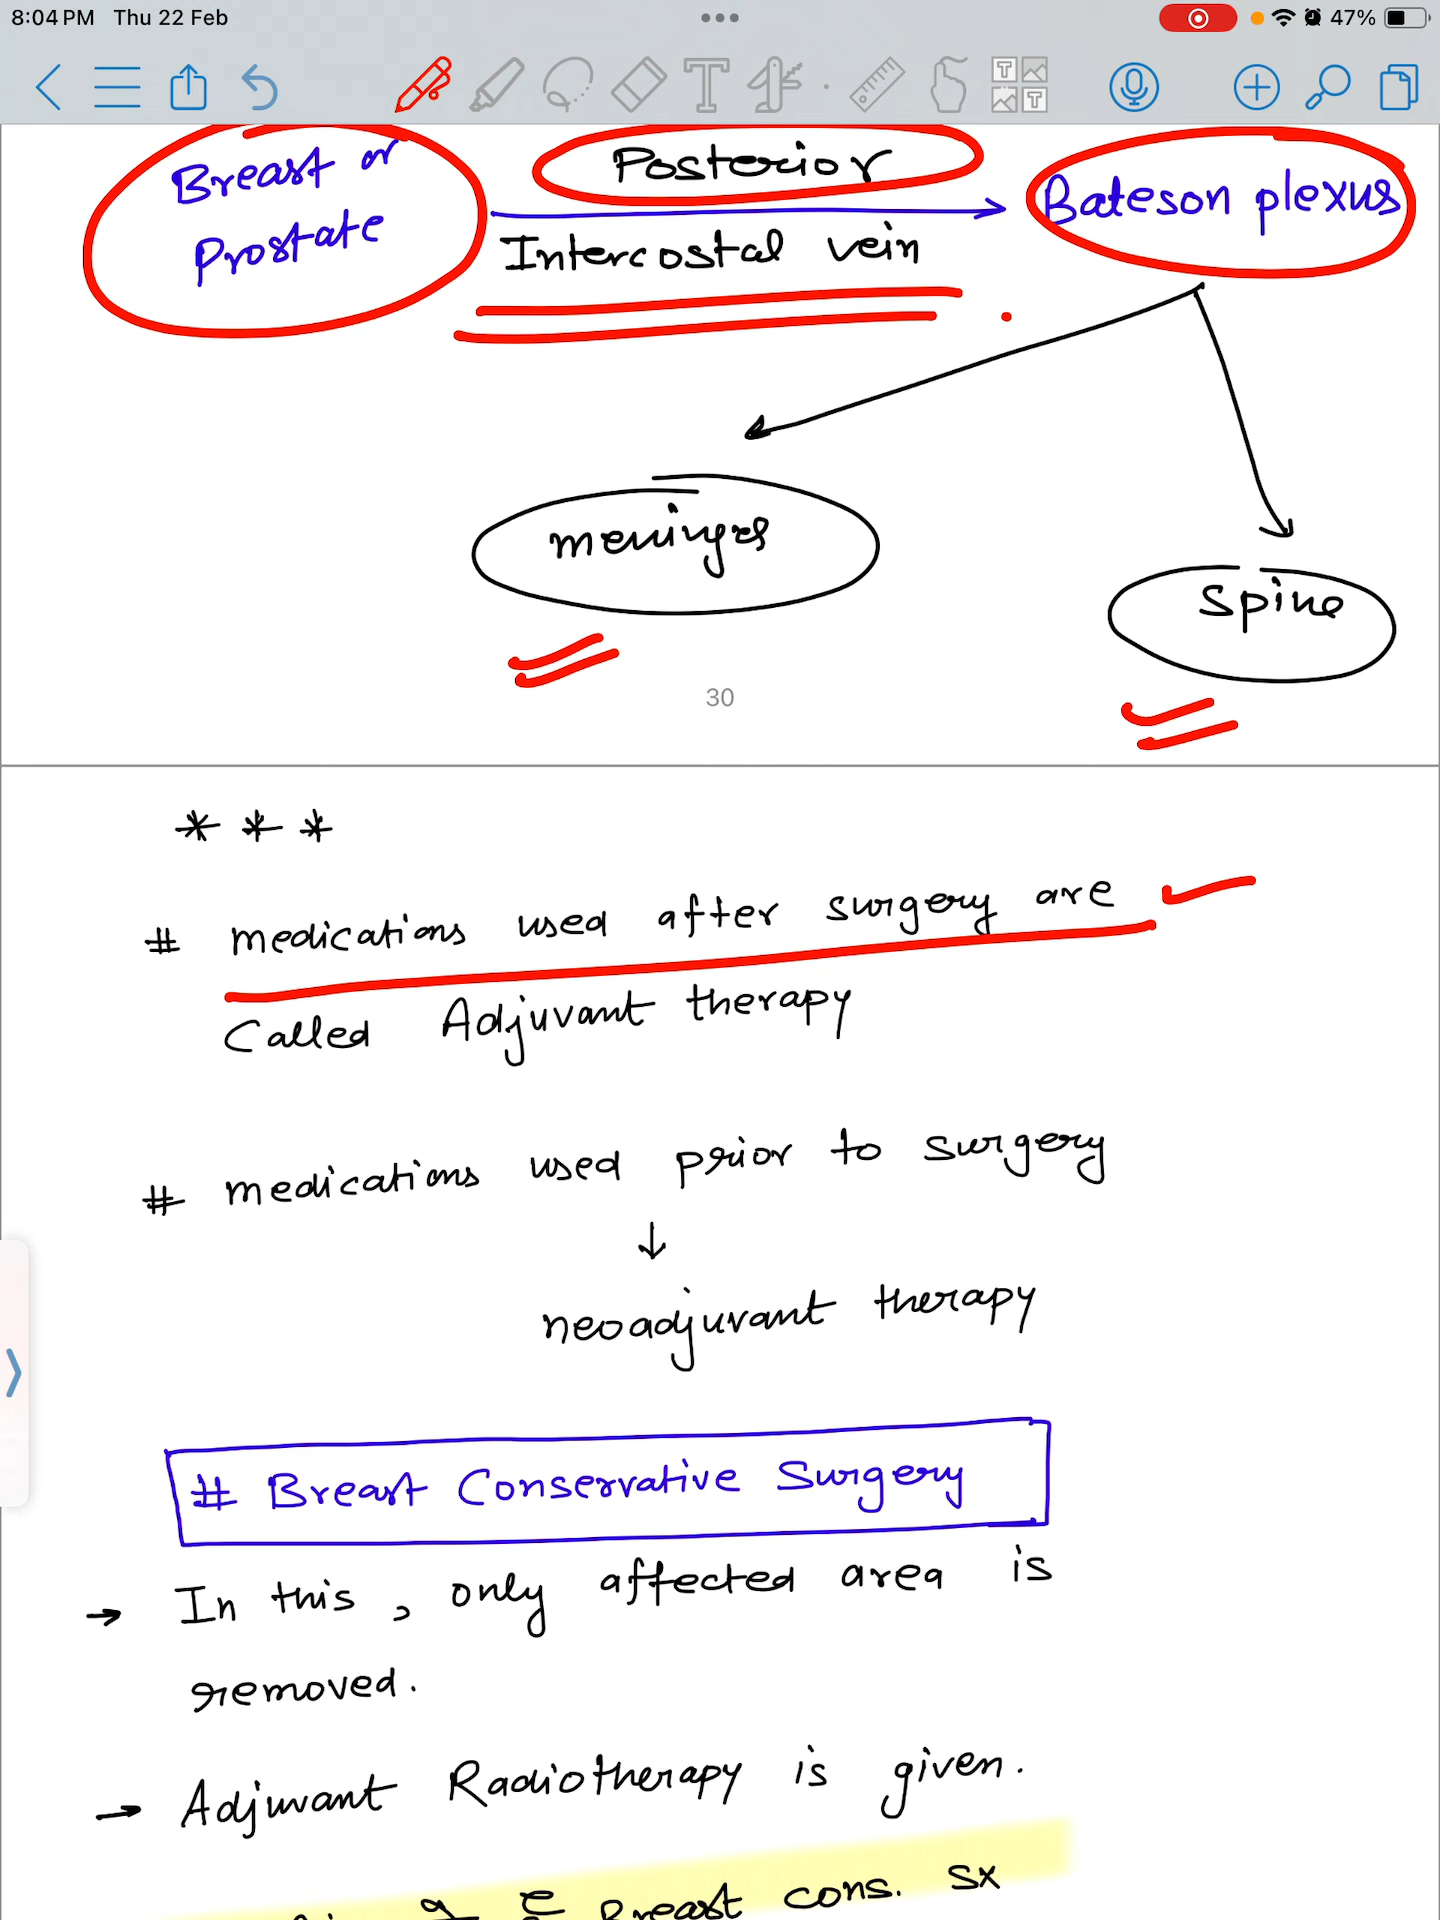 8:04 PM Thu 22 Feb
47%
Breast or
Prostate
Posterior
Intercostal vein
Bateson plexus
meninges
Spine
30
***
# medications used after surgery are
Called Adjuvant therapy
# medications used prior to surgery
↓
neoadjuvant therapy
# Breast Conservative Surgery
→ In this, only affected area is
removed.
→ Adjuvant Radiotherapy is given.
Breast cons. Sx